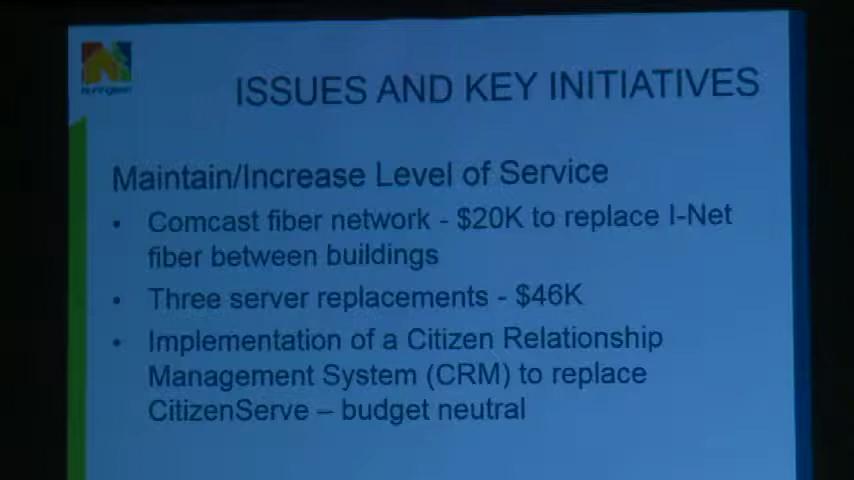 ISSUES AND KEY INITIATIVES
Maintain/Increase Level of Service
• Comcast fiber network - $20K to replace I-Net
fiber between buildings
• Three server replacements - $46K
• Implementation of a Citizen Relationship
Management System (CRM) to replace
CitizenServe – budget neutral